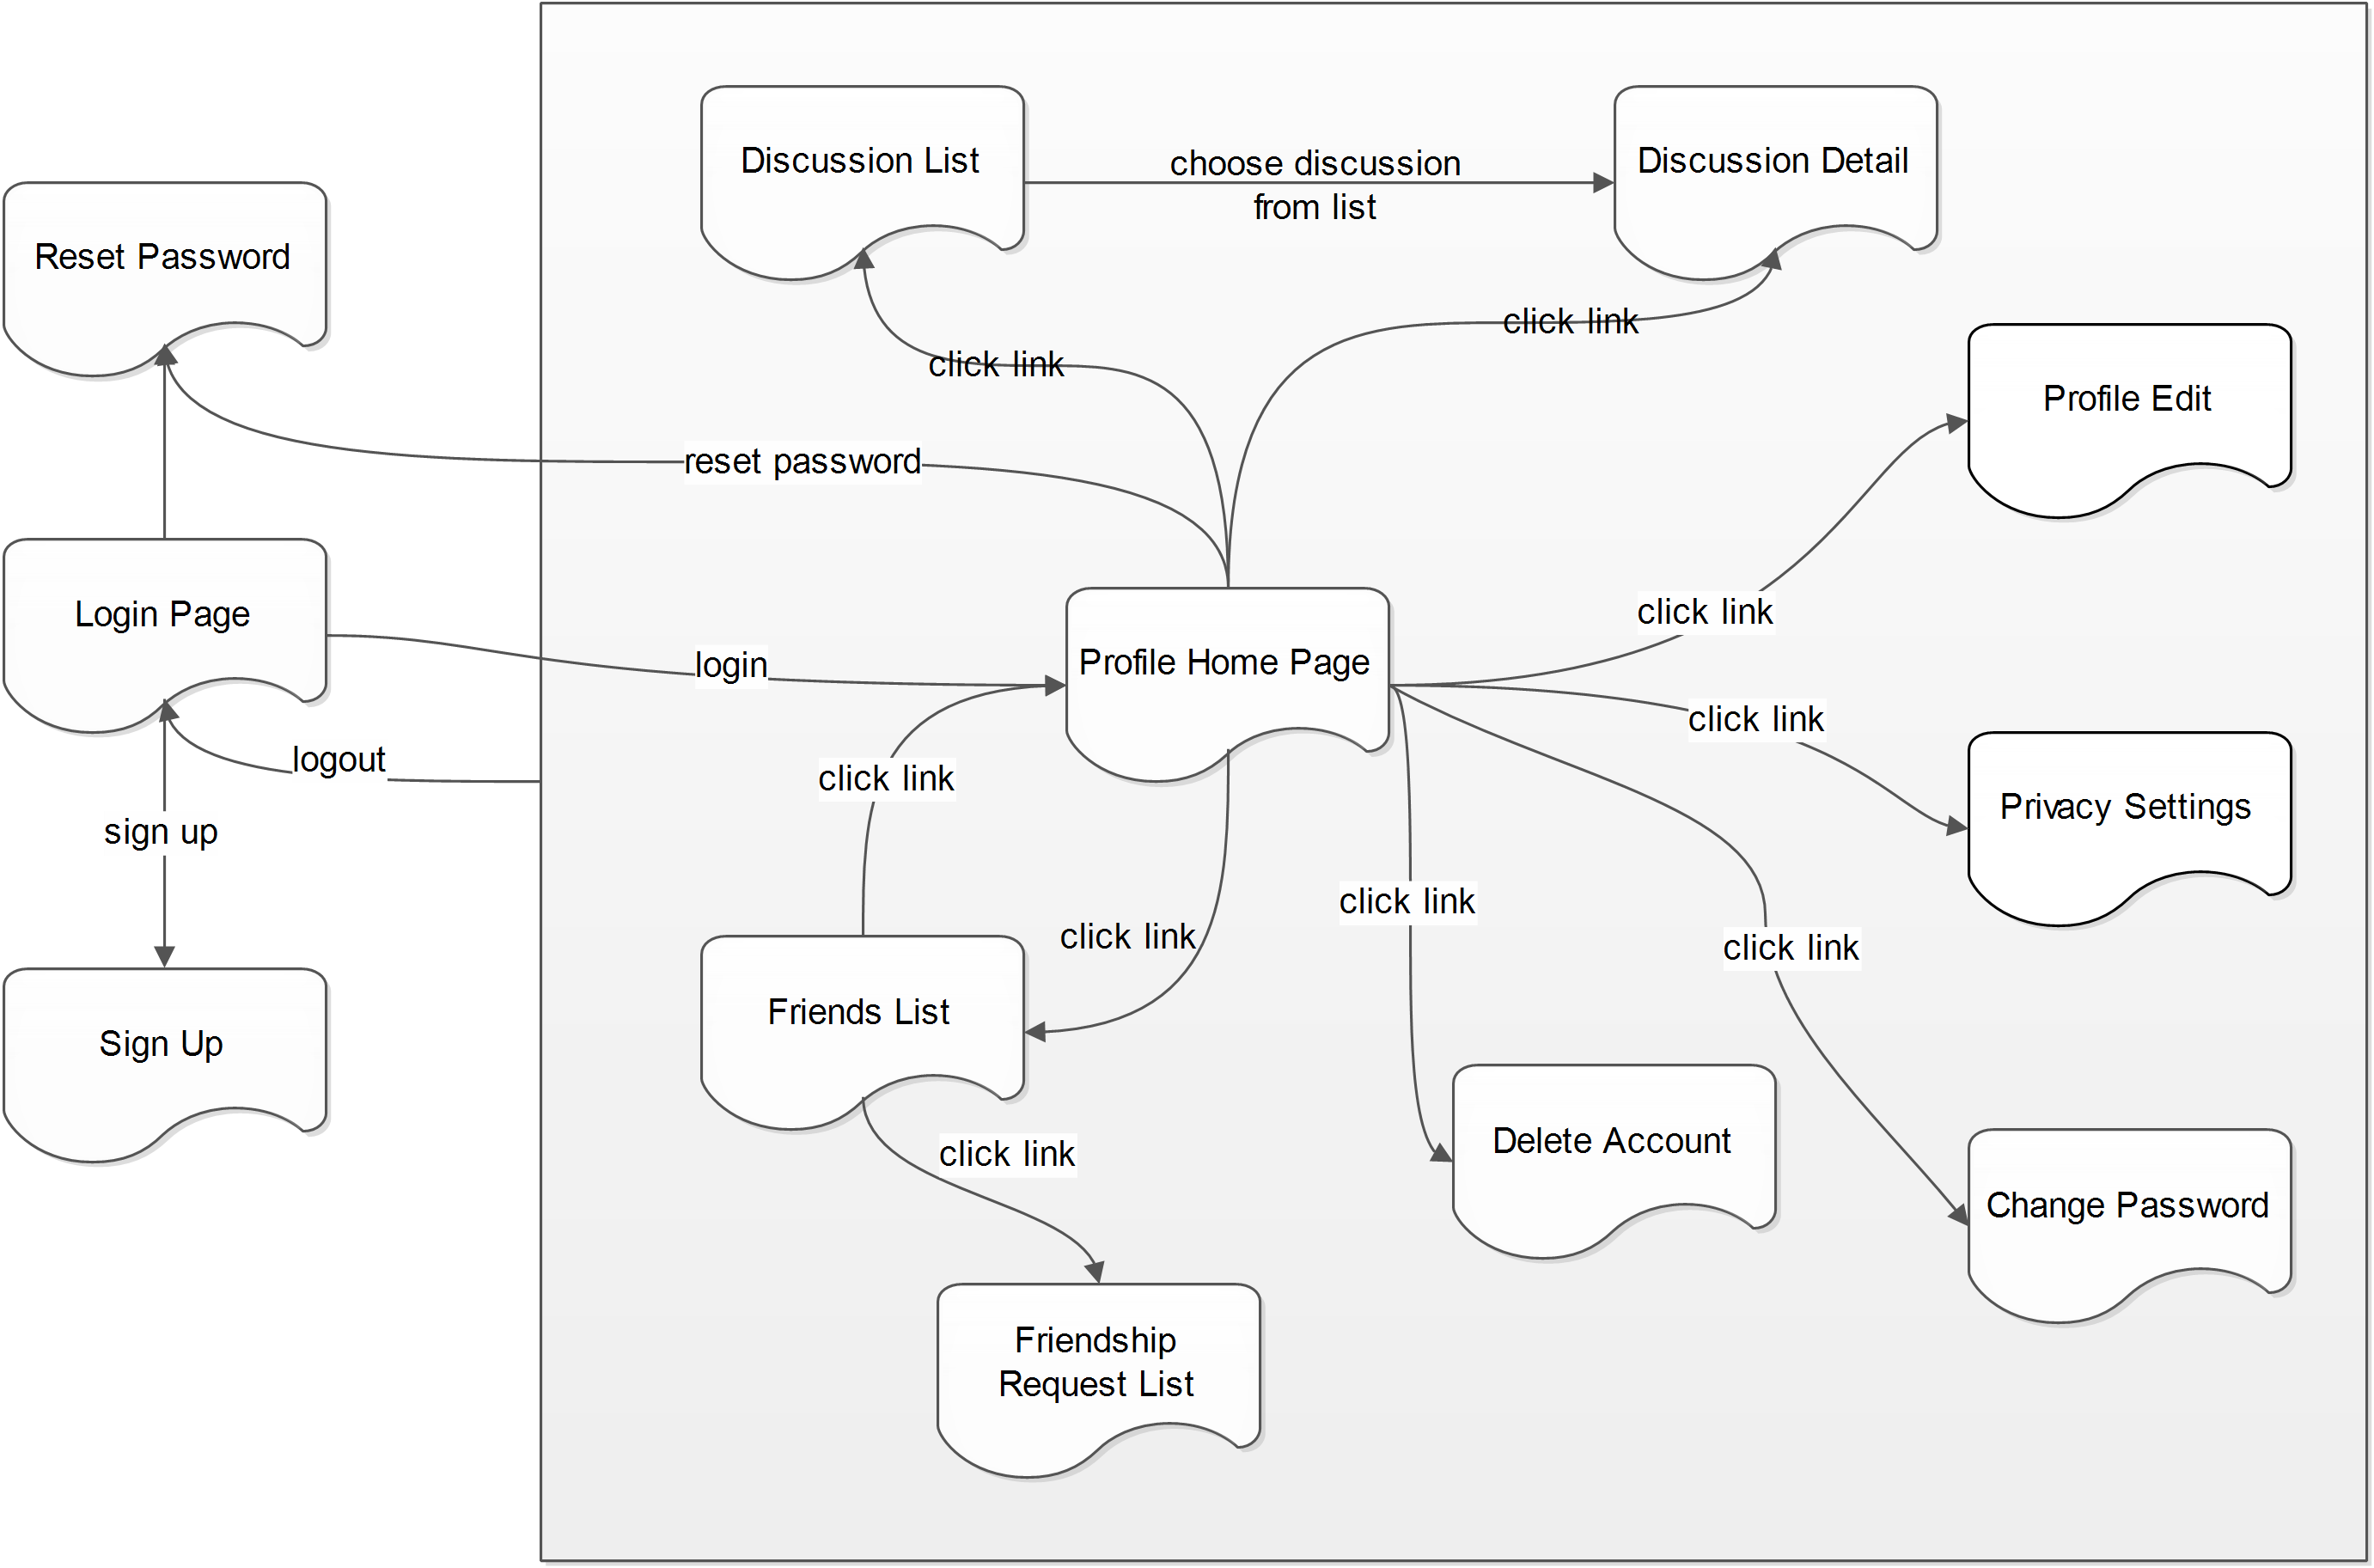 Discussion List
choose discussion
from list
Discussion Detail
Reset Password
click link
click link
Profile Edit
reset password
Login Page
click link
login
Profile Home Page
click link
logout
click link
Privacy Settings
sign up
click link
click link
click link
Friends List
Sign Up
click link
Delete Account
Change Password
Friendship
Request List